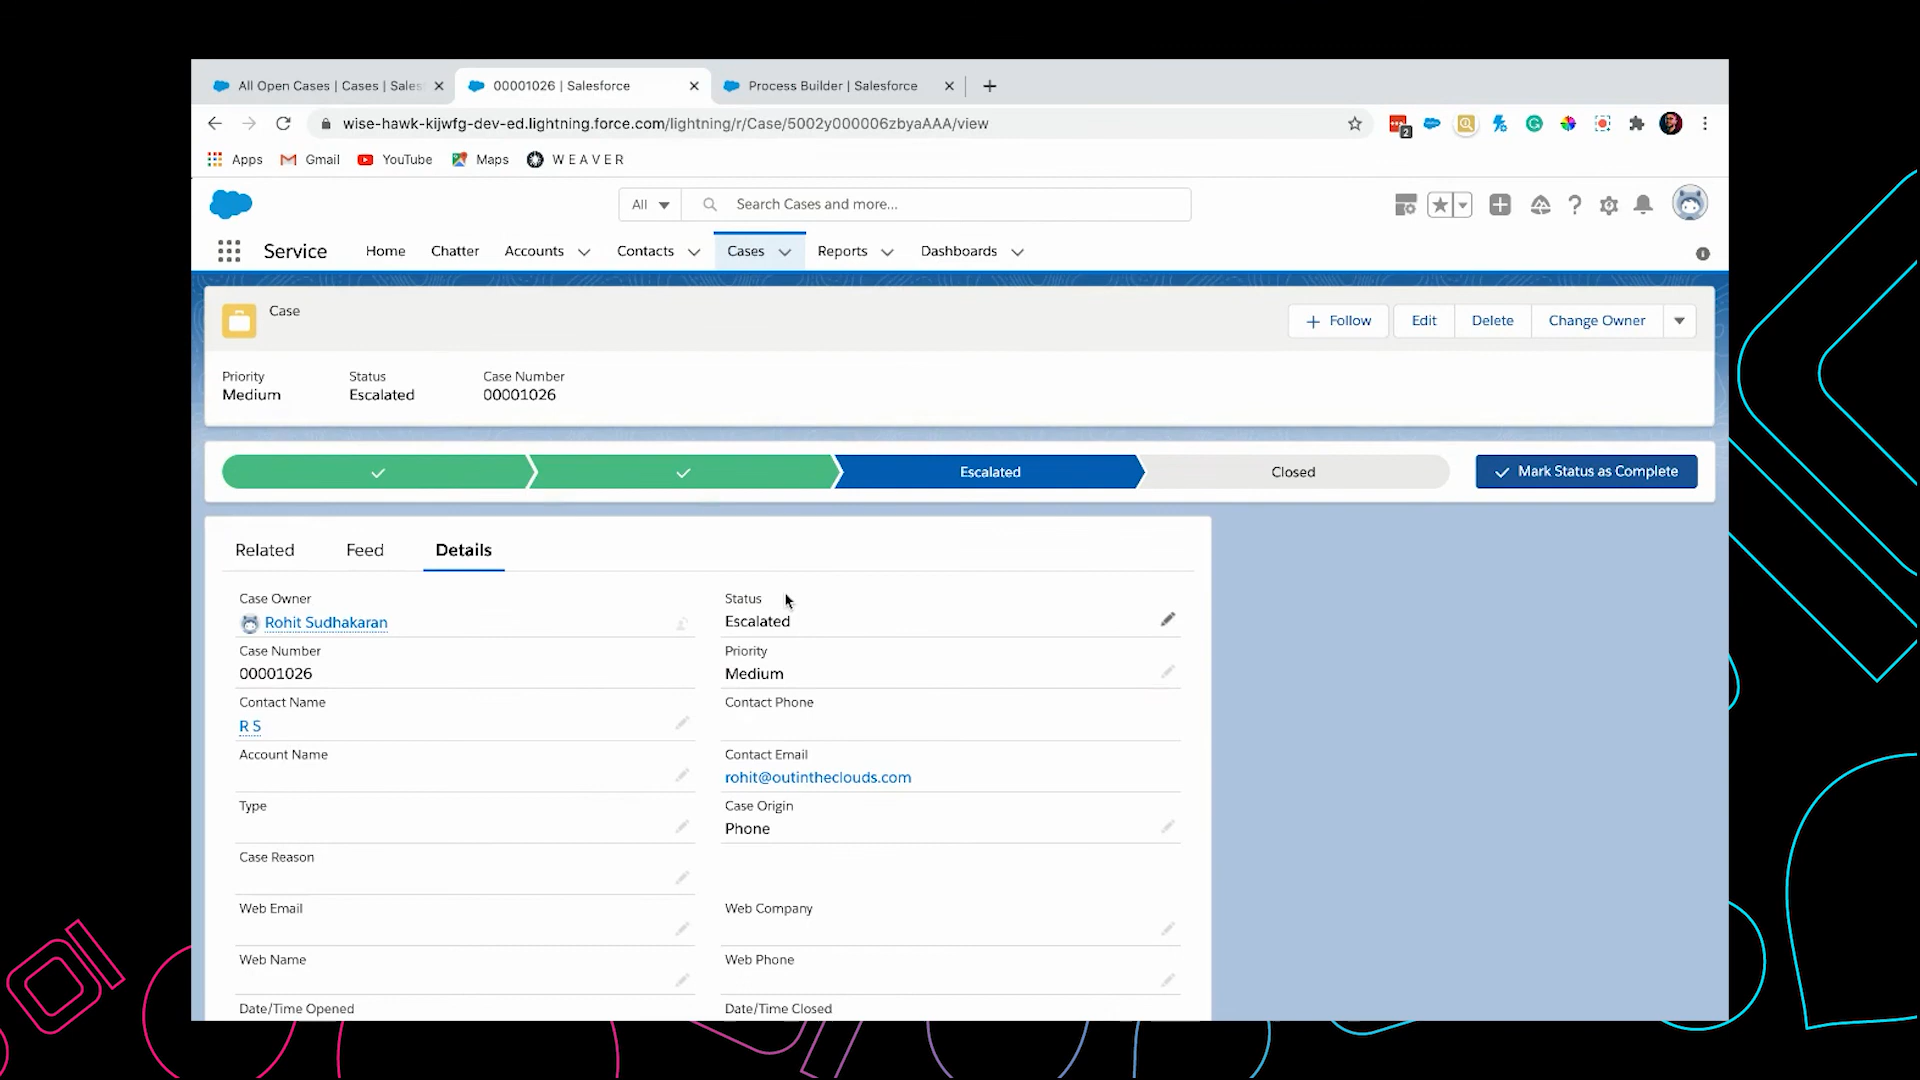 All Open Cases | Cases | Sales
00001026 | Salesforce
Process Builder | Salesforce
wise-hawk-kijwfg-dev-ed.lightning.force.com/lightning/r/Case/5002y000006zbyaAAA/view
2
Apps
Gmail
YouTube
Maps
WEAVER
All
Search Cases and more...
Service
Home
Chatter
Accounts
Contacts
Cases
Reports
Dashboards
Case
Follow
Edit
Delete
Change Owner
Priority
Medium
Status
Escalated
Case Number
00001026
Escalated
Closed
Mark Status as Complete
Related
Feed
Details
Case Owner
Rohit Sudhakaran
Status
Escalated
Case Number
00001026
Priority
Medium
Contact Name
R S
Contact Phone
Account Name
Contact Email
rohit@outintheclouds.com
Type
Case Origin
Phone
Case Reason
Web Email
Web Company
Web Name
Web Phone
Date/Time Opened
Date/Time Closed